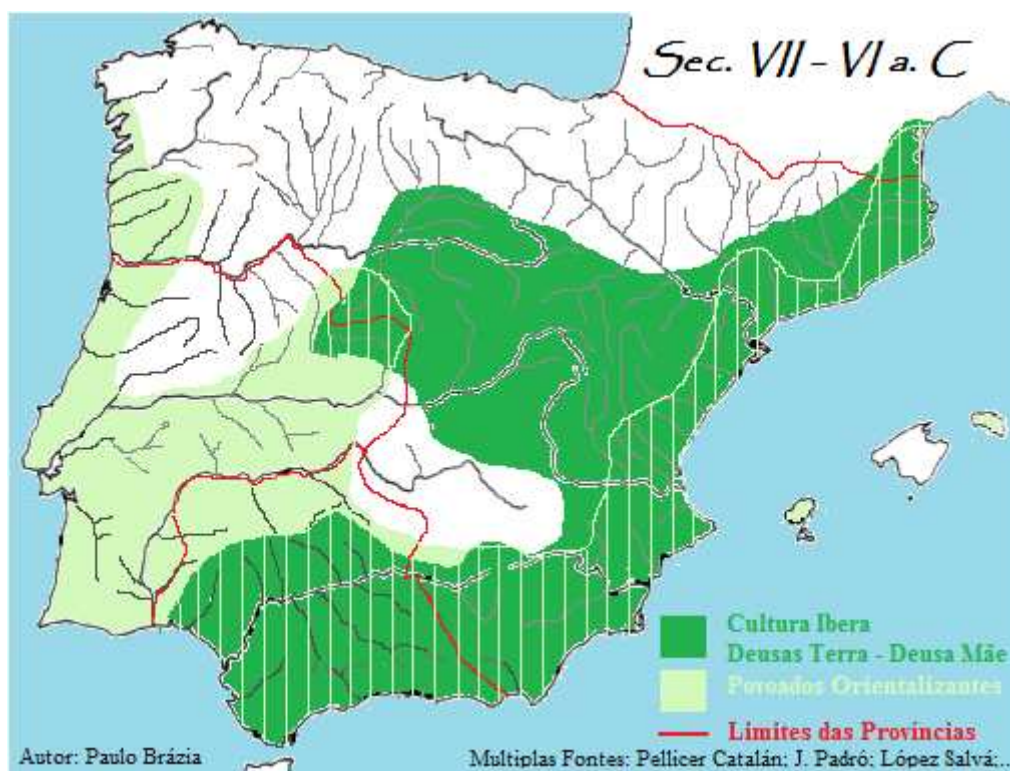 Sec. VII - VI a. C
Cultura Ibera
Deusas Terra - Deusa Mãe
Povoados Orientalizantes
Limites das Províncias
Autor: Paulo Brázia
Multiplas Fontes: Pellicer Catalán; J. Padró; López Salvá;...